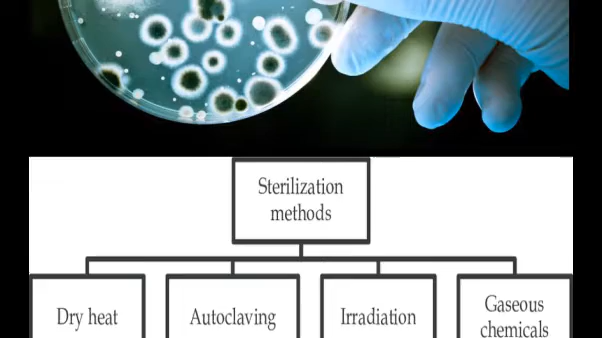 Sterilization
methods
Dry heat
Autoclaving
Irradiation
Gaseous
chemicals